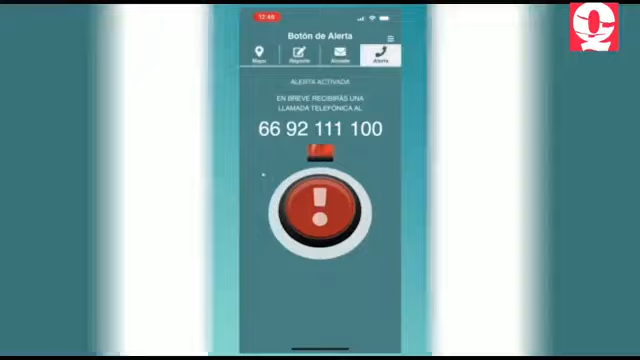 12:46
Botón de Alerta
Mapa
Reporte
Alcalde
Alerta
ALERTA ACTIVADA
EN BREVE RECIBIRÁS UNA
LLAMADA TELEFÓNICA AL
66 92 111 100
!